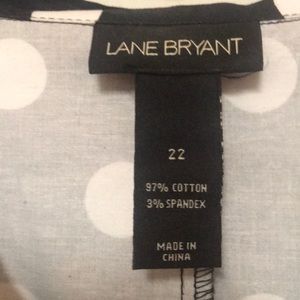 LANE BRYANT
22
97% COTTON
3% SPANDEX
MADE IN
CHINA